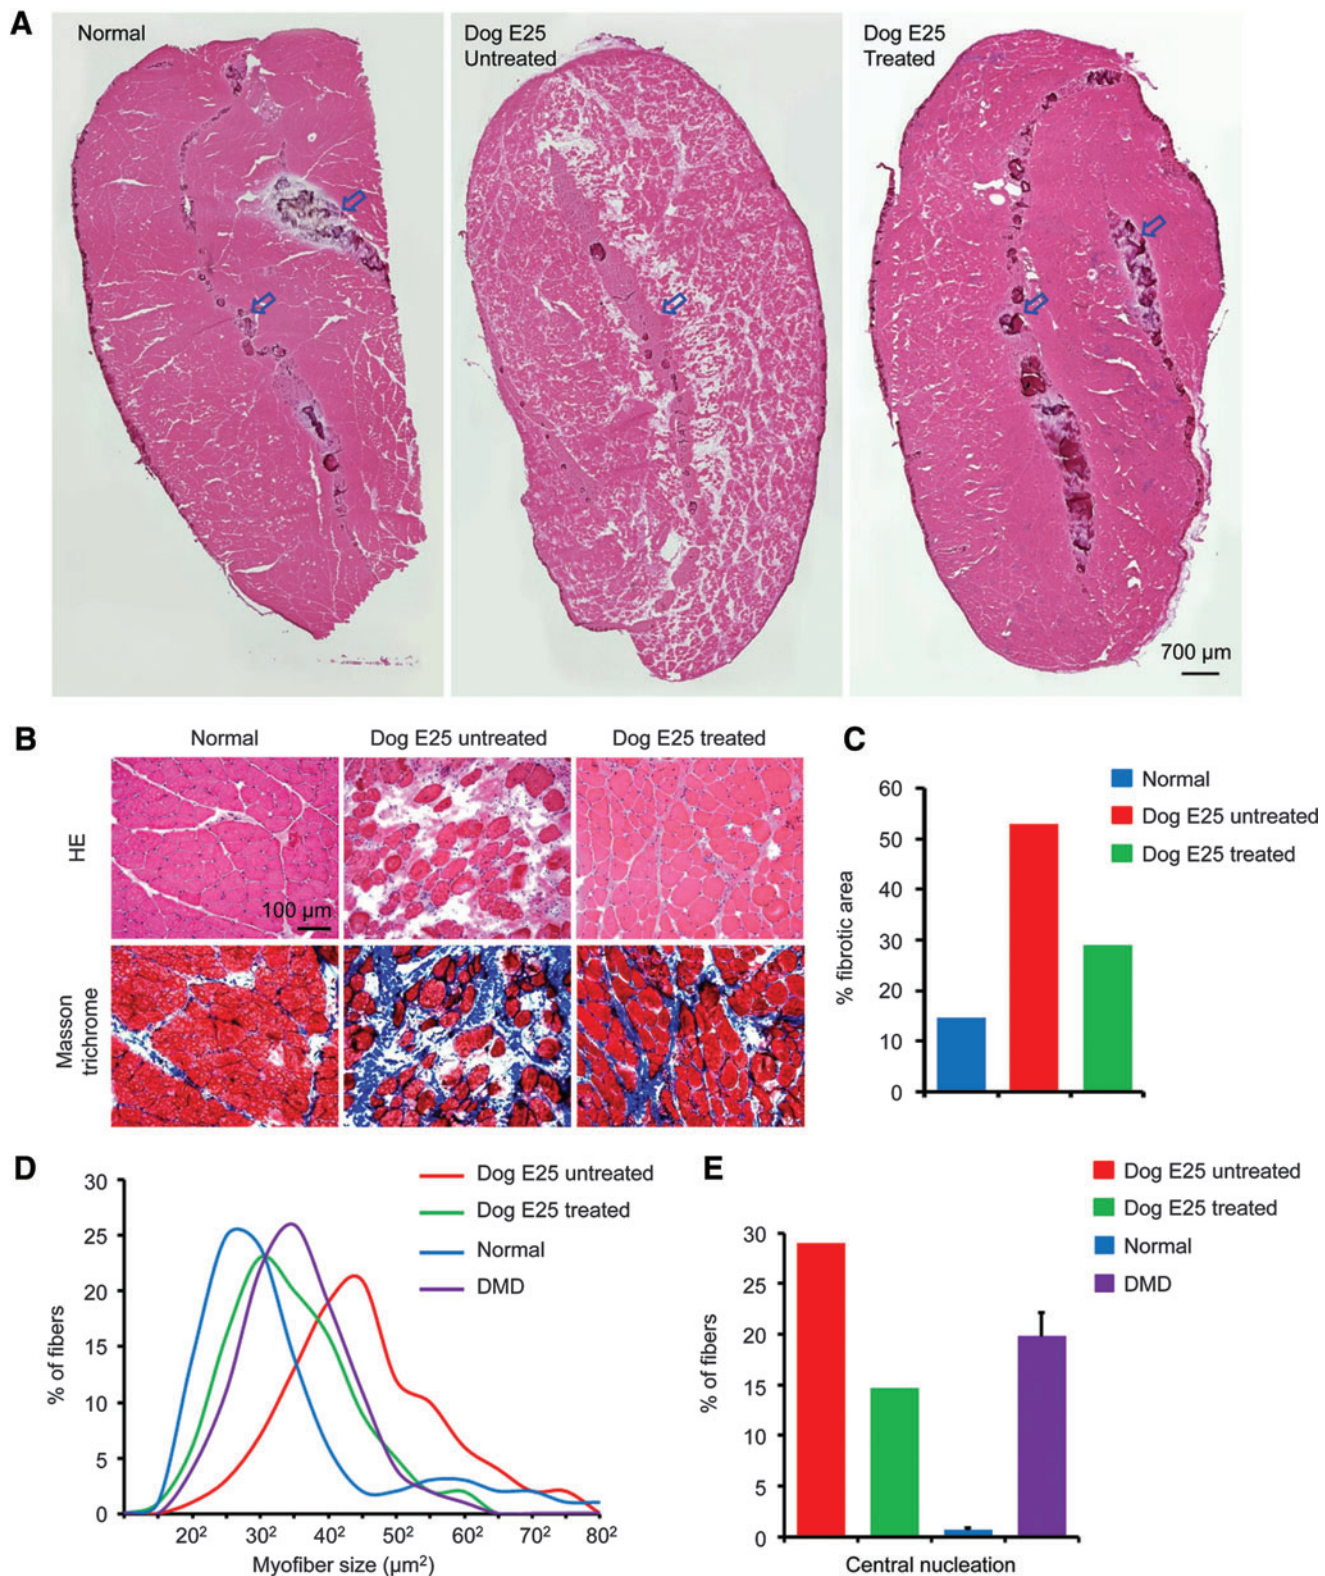 A
Normal
Dog E25
Untreated
Dog E25
Treated
700 µm
B
Normal
Dog E25 untreated
Dog E25 treated
HE
100 µm
Masson
trichrome
C
Normal
Dog E25 untreated
Dog E25 treated
% fibrotic area
60
50
40
30
20
10
0
D
Dog E25 untreated
Dog E25 treated
Normal
DMD
% of fibers
30
25
20
15
10
5
0
20² 30² 40² 50² 60² 70² 80²
Myofiber size (µm²)
E
Dog E25 untreated
Dog E25 treated
Normal
DMD
% of fibers
30
25
20
15
10
5
0
Central nucleation